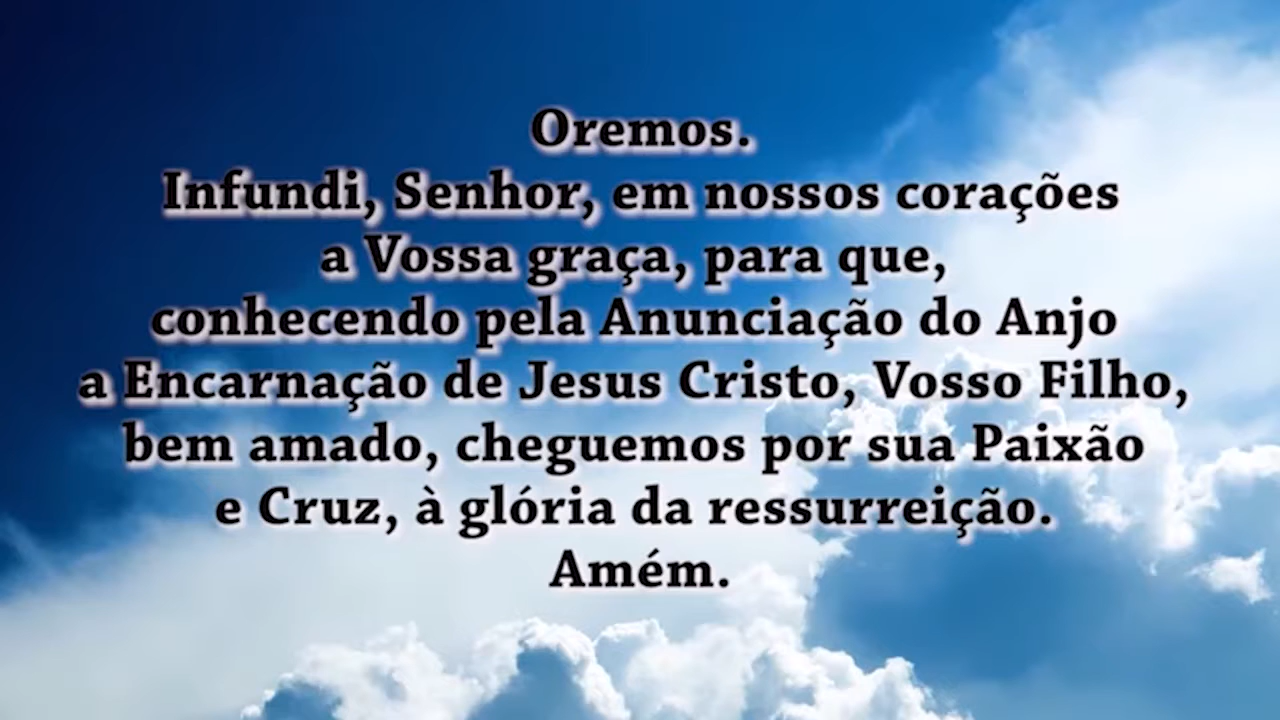 Oremos.
Infundi, Senhor, em nossos corações
a Vossa graça, para que,
conhecendo pela Anunciação do Anjo
a Encarnação de Jesus Cristo, Vosso Filho,
bem amado, cheguemos por sua Paixão
e Cruz, à glória da ressurreição.
Amém.